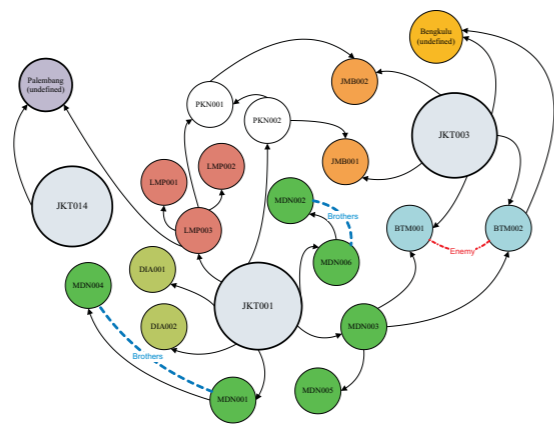 Bengkulu
(undefined)
Palembang
(undefined)
JMB002
PKN001
PKN002
JKT003
JMB001
LMP002
LMP001
MDN002
JKT014
Brothers
BTM001
BTM002
LMP003
Enemy
DIA001
MDN006
MDN004
JKT001
DIA002
MDN003
Brothers
MDN005
MDN001